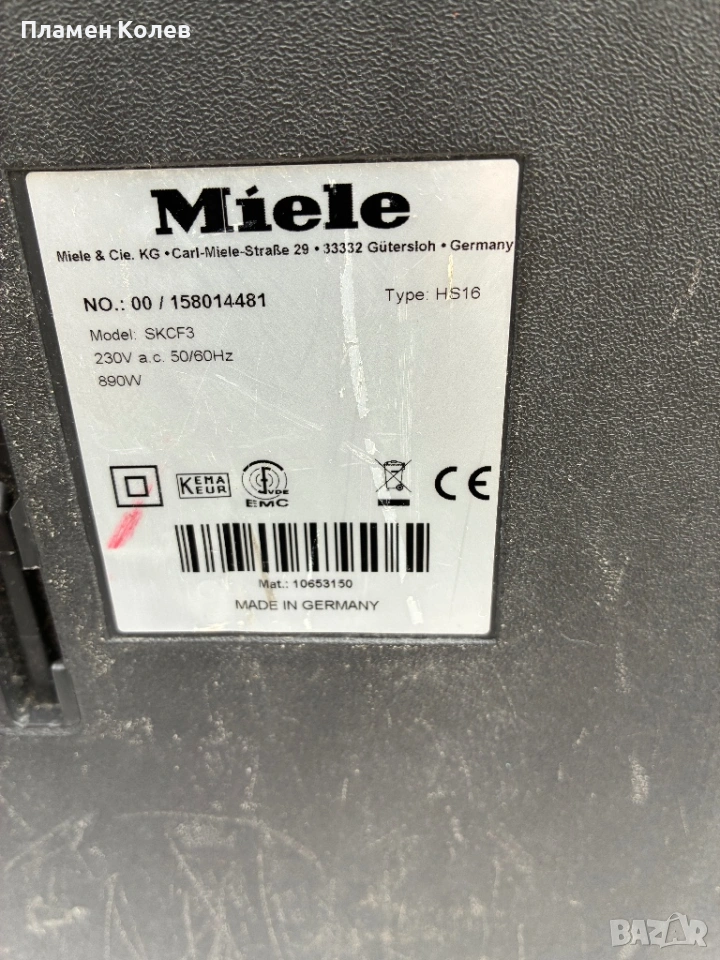 Пламен Колев
Miele
Miele & Cie. KG • Carl-Miele-Straße 29 • 33332 Gütersloh • Germany
NO.: 00 / 158014481 Type: HS16
Model: SKCF3
230V a.c. 50/60Hz
890W
KEMA
KEUR
VDE
EMC
CE
Mat.: 10653150
MADE IN GERMANY
BAZAR